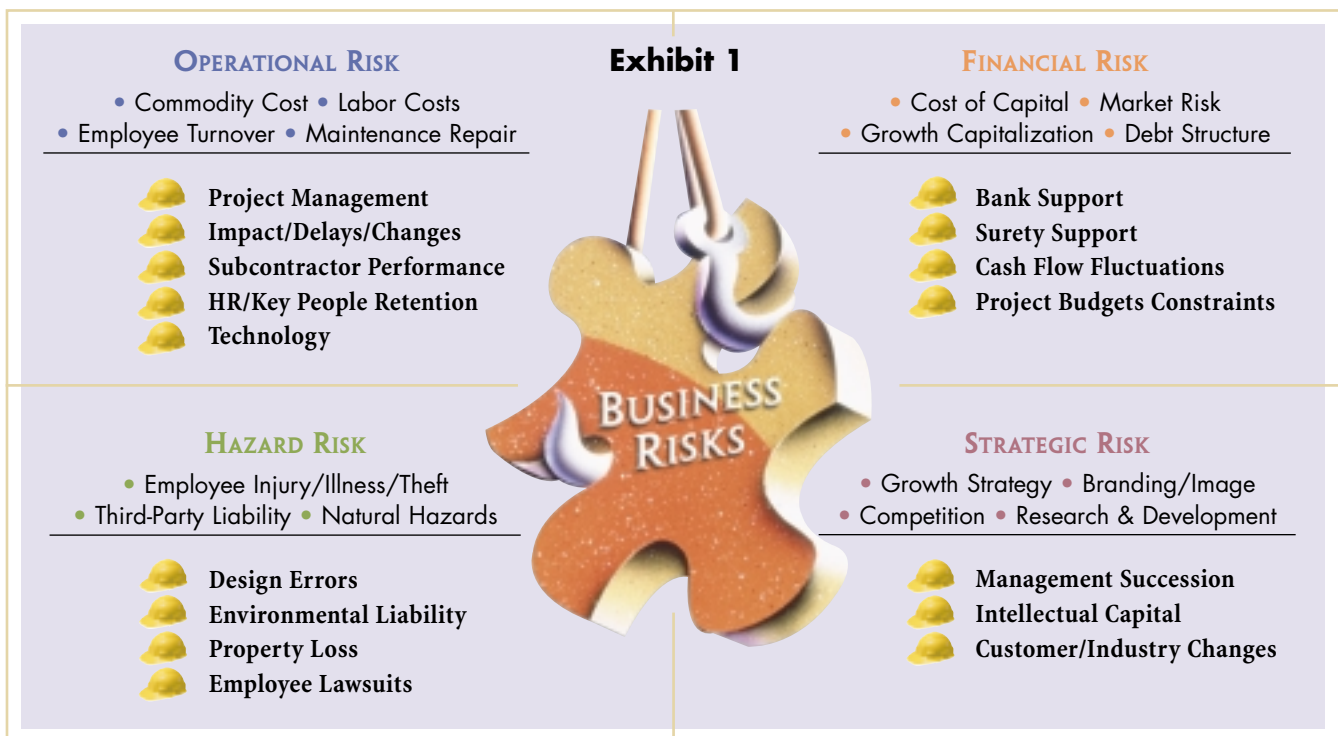 Exhibit 1
OPERATIONAL RISK
• Commodity Cost • Labor Costs
• Employee Turnover • Maintenance Repair
Project Management
Impact/Delays/Changes
Subcontractor Performance
HR/Key People Retention
Technology
FINANCIAL RISK
• Cost of Capital • Market Risk
• Growth Capitalization • Debt Structure
Bank Support
Surety Support
Cash Flow Fluctuations
Project Budgets Constraints
BUSINESS
RISKS
HAZARD RISK
• Employee Injury/Illness/Theft
• Third-Party Liability • Natural Hazards
Design Errors
Environmental Liability
Property Loss
Employee Lawsuits
STRATEGIC RISK
• Growth Strategy • Branding/Image
• Competition • Research & Development
Management Succession
Intellectual Capital
Customer/Industry Changes